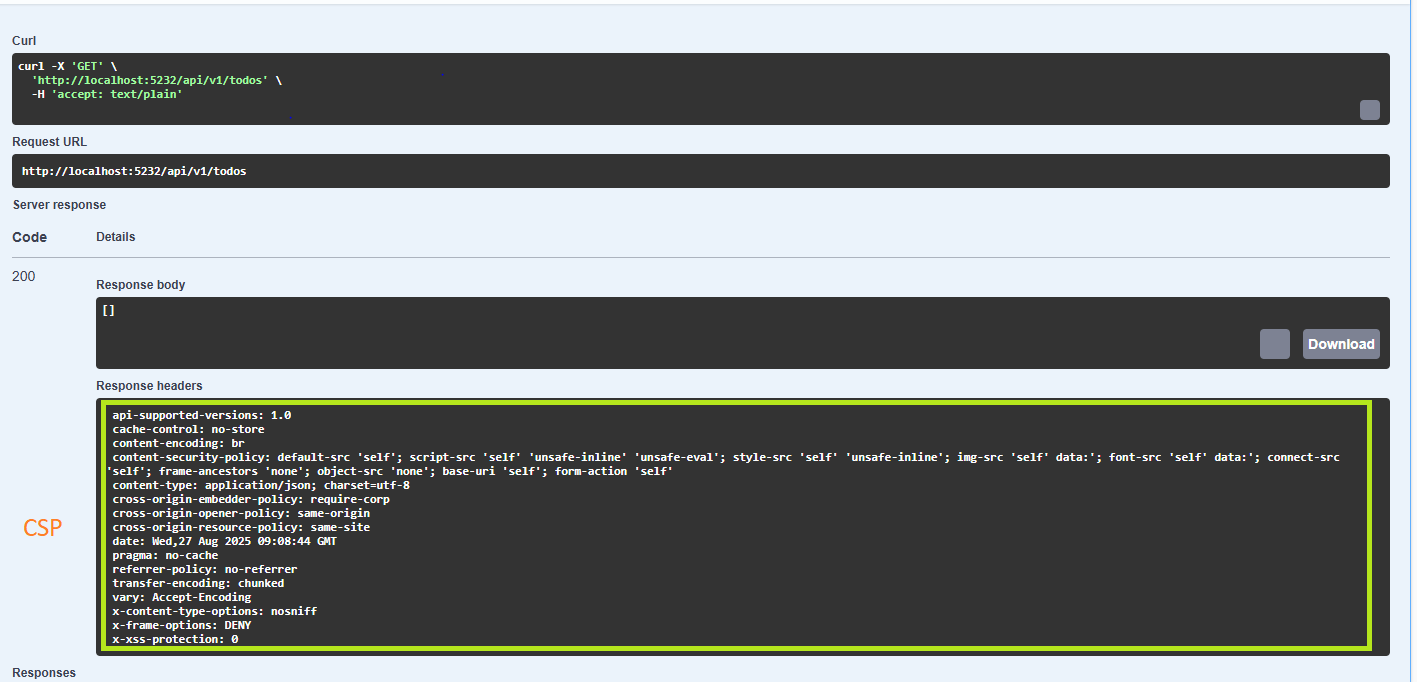 Curl
curl -X 'GET' \
'http://localhost:5232/api/v1/todos' \
-H 'accept: text/plain'
Request URL
http://localhost:5232/api/v1/todos
Server response
Code Details
200
Response body
[]
Download
Response headers
api-supported-versions: 1.0
cache-control: no-store
content-encoding: br
content-security-policy: default-src 'self'; script-src 'self' 'unsafe-inline' 'unsafe-eval'; style-src 'self' 'unsafe-inline'; img-src 'self' data:'; font-src 'self' data:'; connect-src
'self'; frame-ancestors 'none'; object-src 'none'; base-uri 'self'; form-action 'self'
content-type: application/json; charset=utf-8
cross-origin-embedder-policy: require-corp
cross-origin-opener-policy: same-origin
cross-origin-resource-policy: same-site
date: Wed,27 Aug 2025 09:08:44 GMT
pragma: no-cache
referrer-policy: no-referrer
transfer-encoding: chunked
vary: Accept-Encoding
x-content-type-options: nosniff
x-frame-options: DENY
x-xss-protection: 0
CSP
Responses